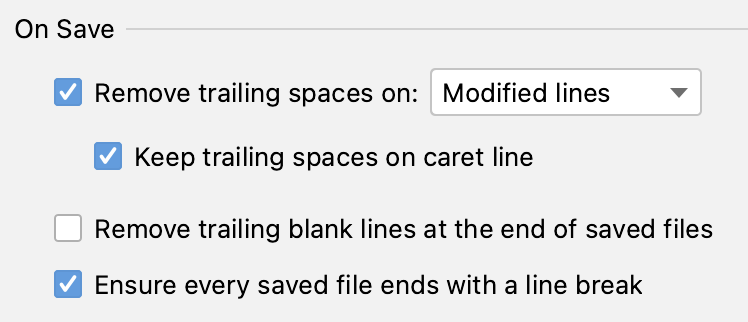 On Save
Remove trailing spaces on: Modified lines
Keep trailing spaces on caret line
Remove trailing blank lines at the end of saved files
Ensure every saved file ends with a line break